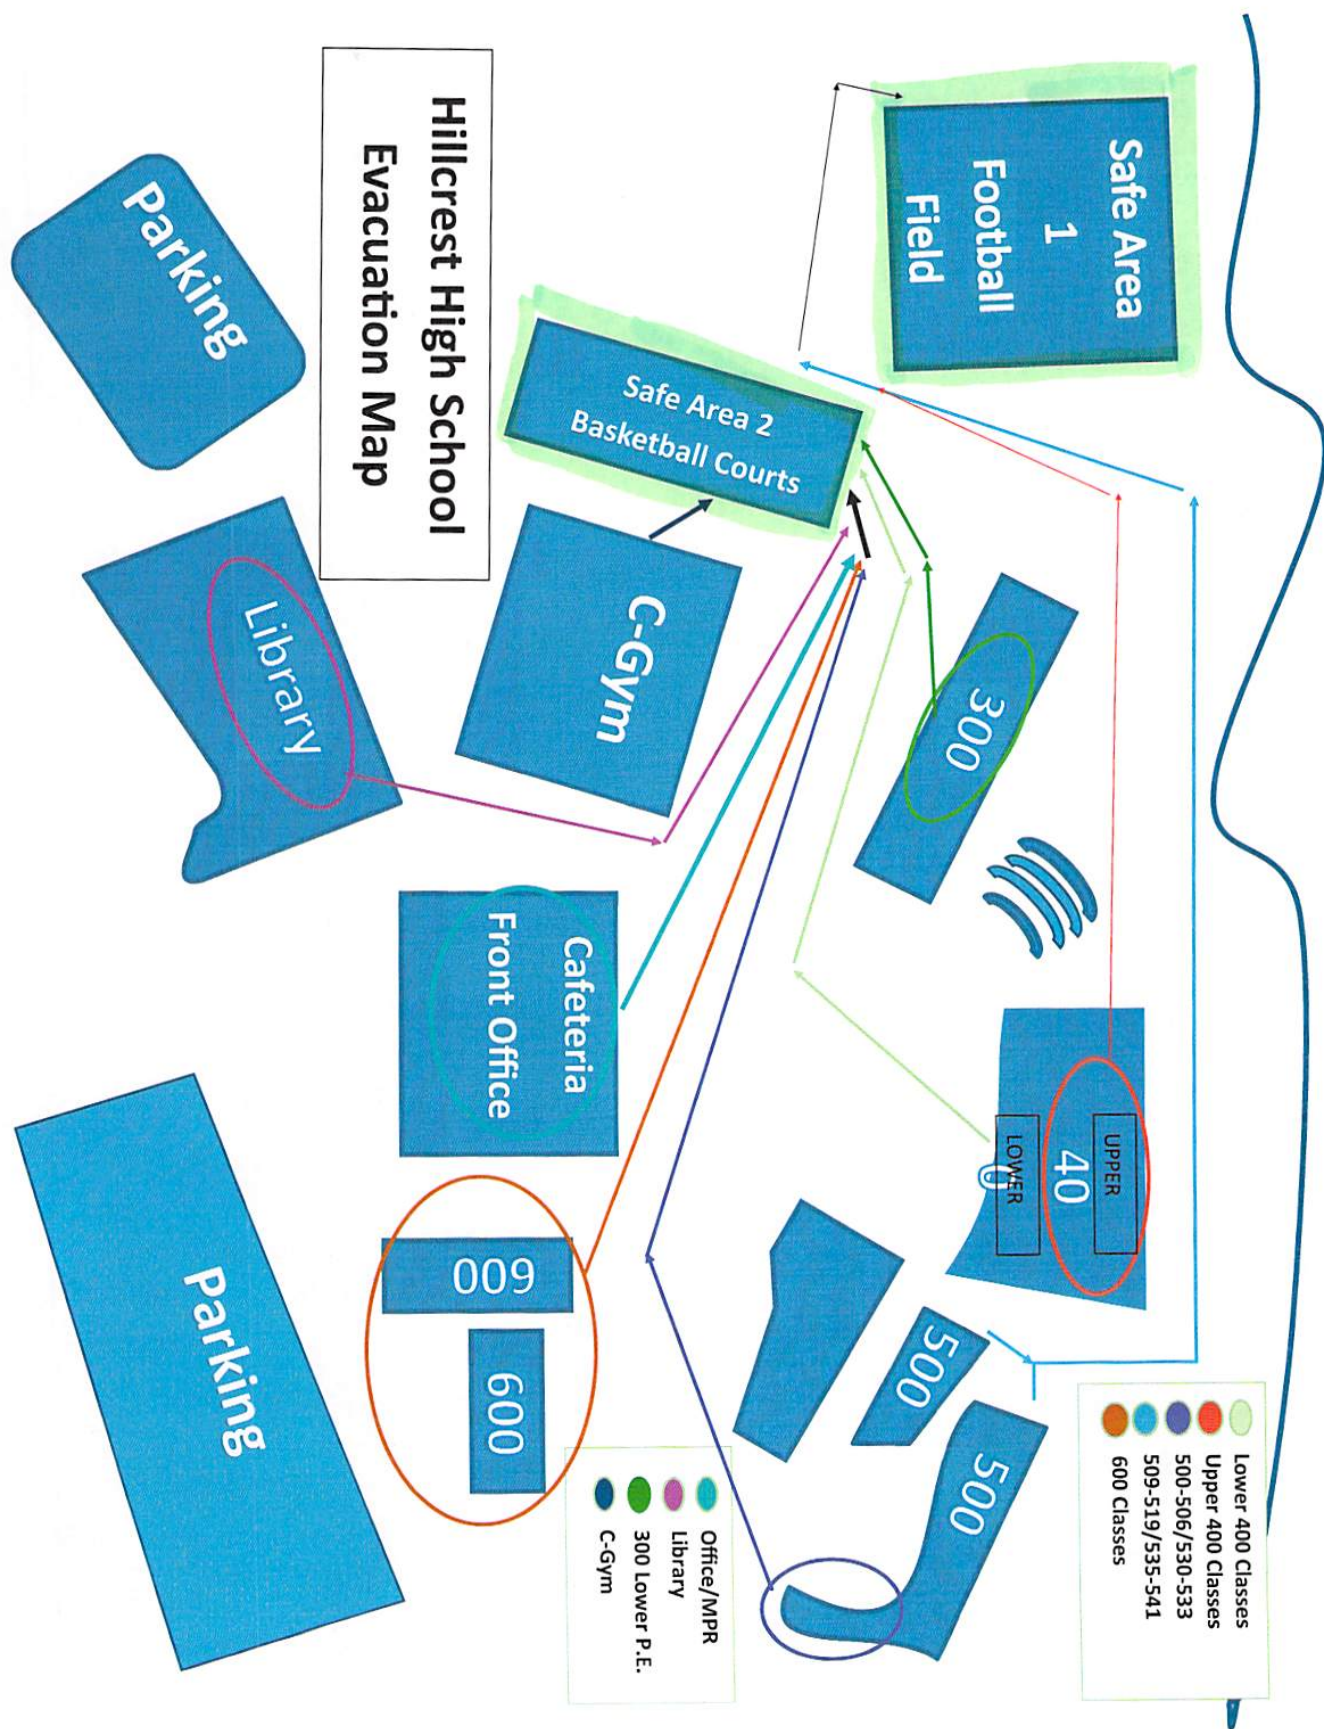 Hillcrest High School
Evacuation Map
Safe Area
1
Football
Field
Safe Area 2
Basketball Courts
Parking
Library
C-Gym
300
Cafeteria
Front Office
UPPER
40
LOWER
0
500
500
600
600
Parking
Lower 400 Classes
Upper 400 Classes
500-506/530-533
509-519/535-541
600 Classes
Office/MPR
Library
300 Lower P.E.
C-Gym